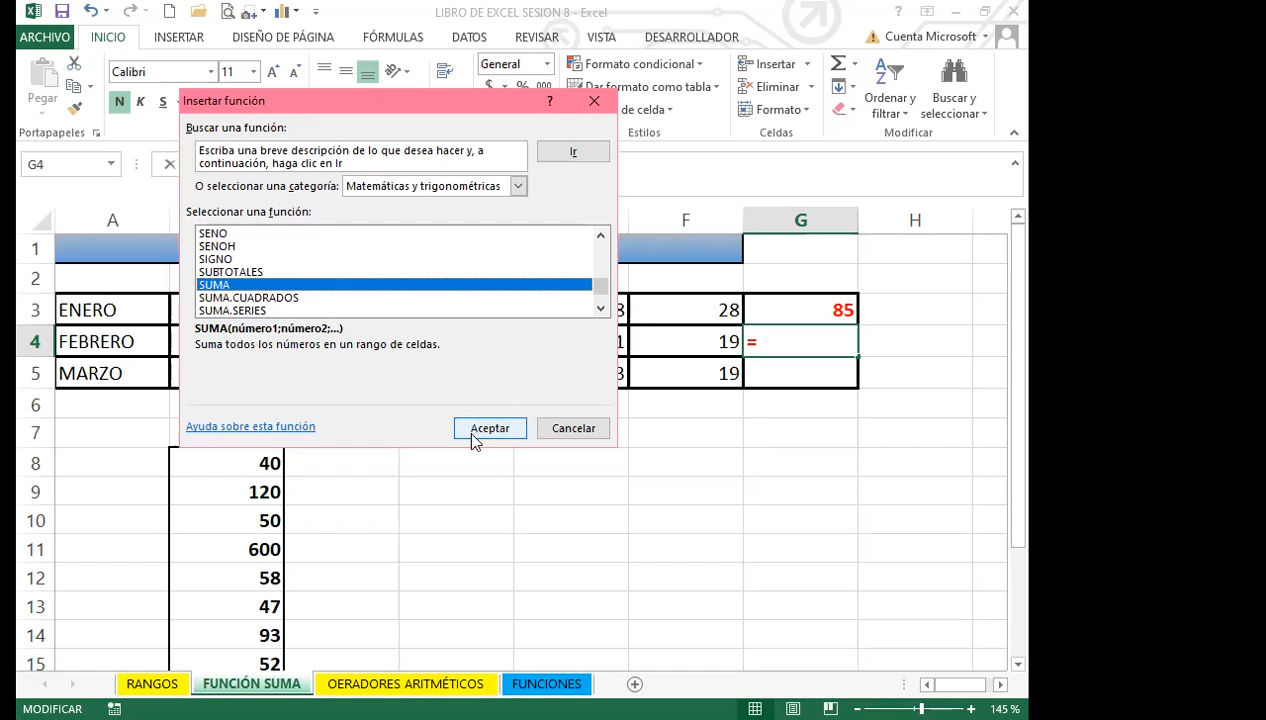 LIBRO DE EXCEL SESION 8 - Excel
ARCHIVO INICIO INSERTAR DISEÑO DE PÁGINA FÓRMULAS DATOS REVISAR VISTA DESARROLLADOR Cuenta Microsoft
Pegar
Portapapeles
Calibri 11
N K S
General
$ %
Formato condicional
Dar formato como tabla
de celda
Estilos
Insertar
Eliminar
Formato
Celdas
Ordenar y
filtrar
Buscar y
seleccionar
Modificar
G4
Insertar función
Buscar una función:
Escriba una breve descripción de lo que desea hacer y, a
continuación, haga clic en Ir
Ir
O seleccionar una categoría: Matemáticas y trigonométricas
Seleccionar una función:
SENO
SENOH
SIGNO
SUBTOTALES
SUMA
SUMA.CUADRADOS
SUMA.SERIES
SUMA(número1;número2;...)
Suma todos los números en un rango de celdas.
Ayuda sobre esta función
Aceptar Cancelar
A F G H
1
2
3 ENERO 28 85
4 FEBRERO 1 19 =
5 MARZO 19
6
7
8 40
9 120
10 50
11 600
12 58
13 47
14 93
15 52
RANGOS FUNCIÓN SUMA OERADORES ARITMÉTICOS FUNCIONES
MODIFICAR 145 %